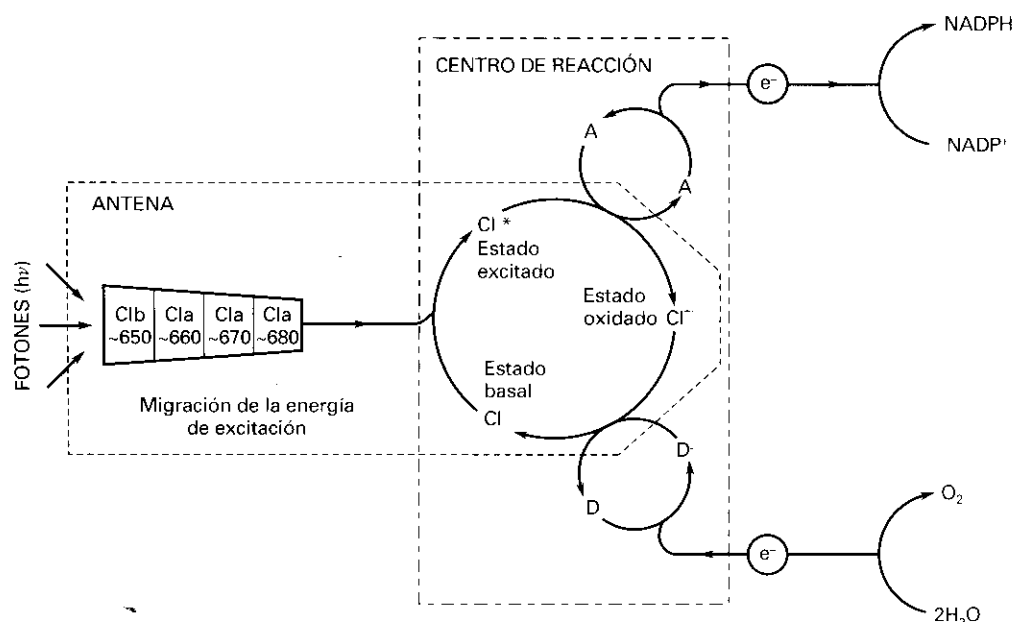 NADPH
CENTRO DE REACCIÓN
e⁻
A
NADP⁺
A
ANTENA
Cl *
Estado
excitado
FOTONES (hν)
Clb
~650
Cla
~660
Cla
~670
Cla
~680
Estado
oxidado
Cl⁺
Estado
basal
Cl
Migración de la energía
de excitación
D
D
O₂
e⁻
2H₂O